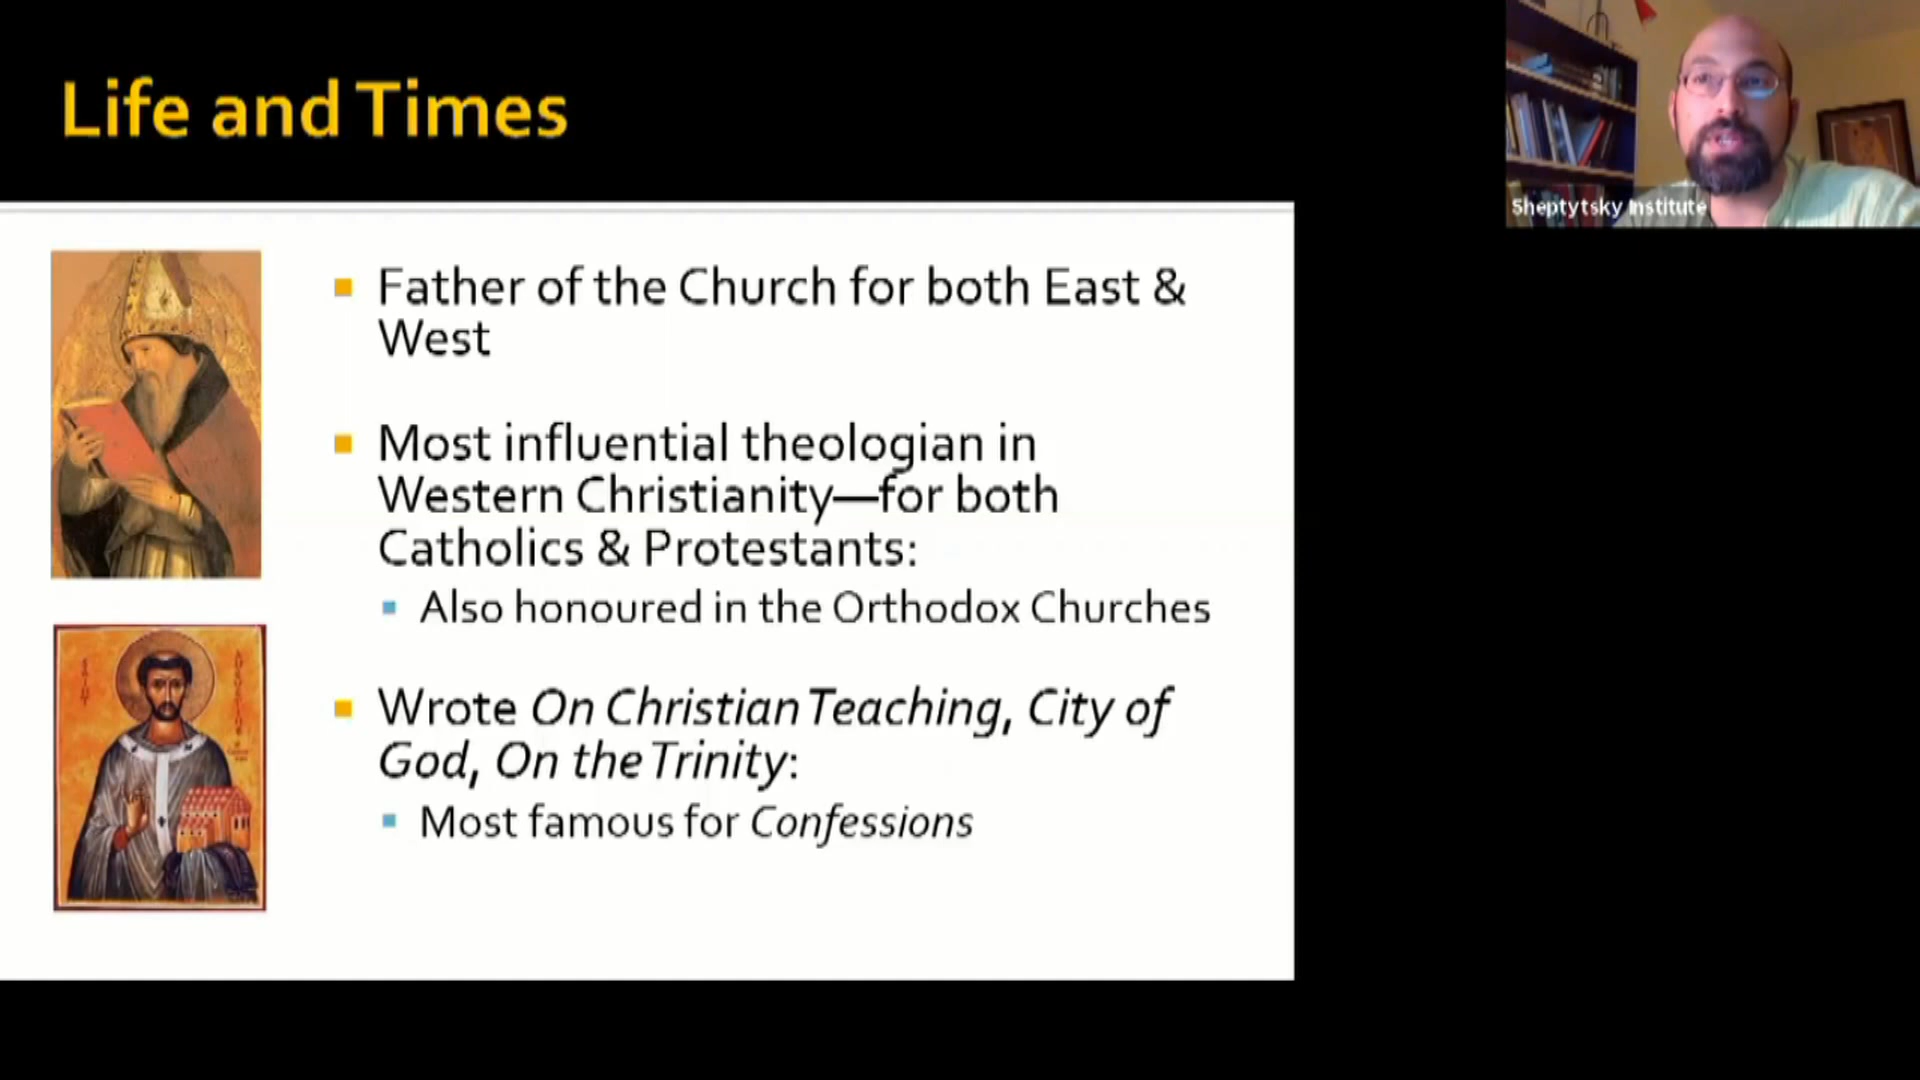 Life and Times
Sheptytsky Institute
Father of the Church for both East &
West
Most influential theologian in
Western Christianity—for both
Catholics & Protestants:
Also honoured in the Orthodox Churches
Wrote On Christian Teaching, City of
God, On the Trinity:
Most famous for Confessions